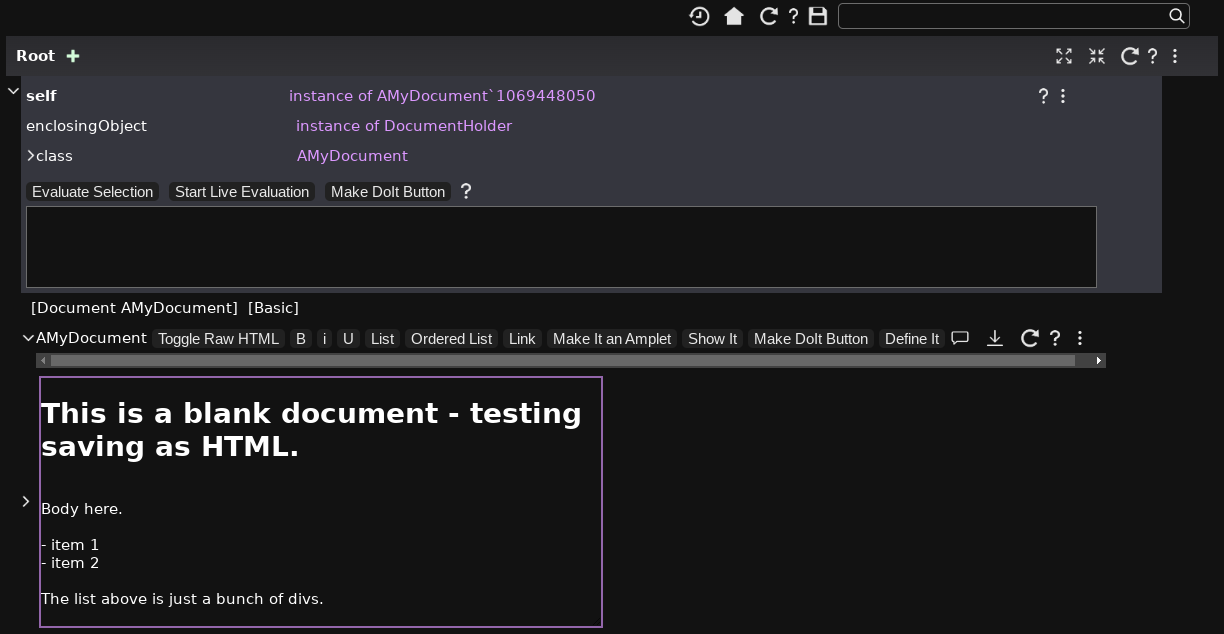 Root
self instance of AMyDocument`1069448050
enclosingObject instance of DocumentHolder
class AMyDocument
Evaluate Selection Start Live Evaluation Make DoIt Button ?
[Document AMyDocument] [Basic]
AMyDocument Toggle Raw HTML B i U List Ordered List Link Make It an Amplet Show It Make DoIt Button Define It ?
This is a blank document - testing
saving as HTML.
Body here.
- item 1
- item 2
The list above is just a bunch of divs.